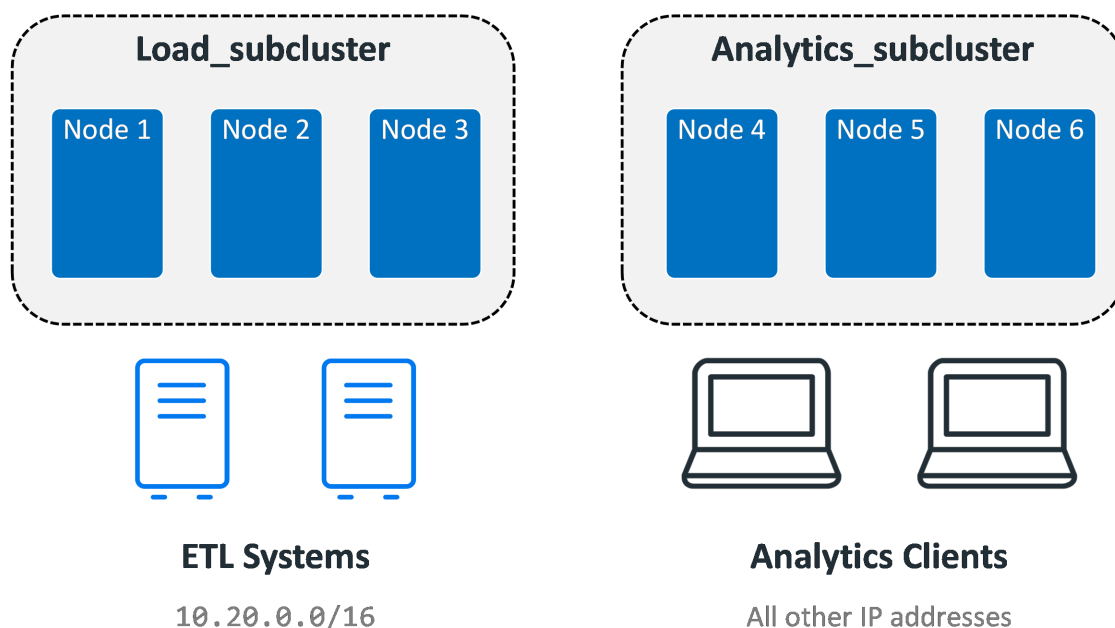 Load_subcluster
Node 1
Node 2
Node 3
ETL Systems
10.20.0.0/16
Analytics_subcluster
Node 4
Node 5
Node 6
Analytics Clients
All other IP addresses